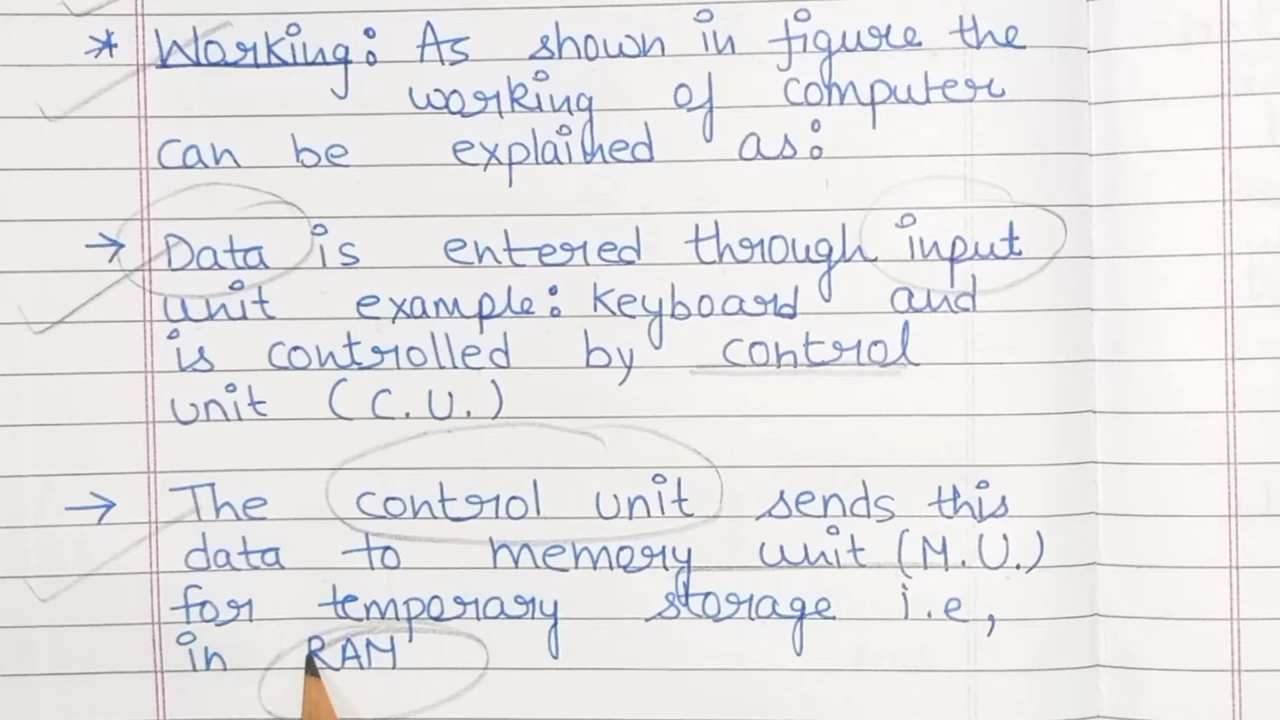 * Working: As shown in figure the
working of computer
can be explained as:
→ Data is entered through input
unit example: keyboard and
is controlled by control
unit (C.U.)
→ The control unit sends this
data to memory unit (M.U.)
for temporary storage i.e,
in RAM